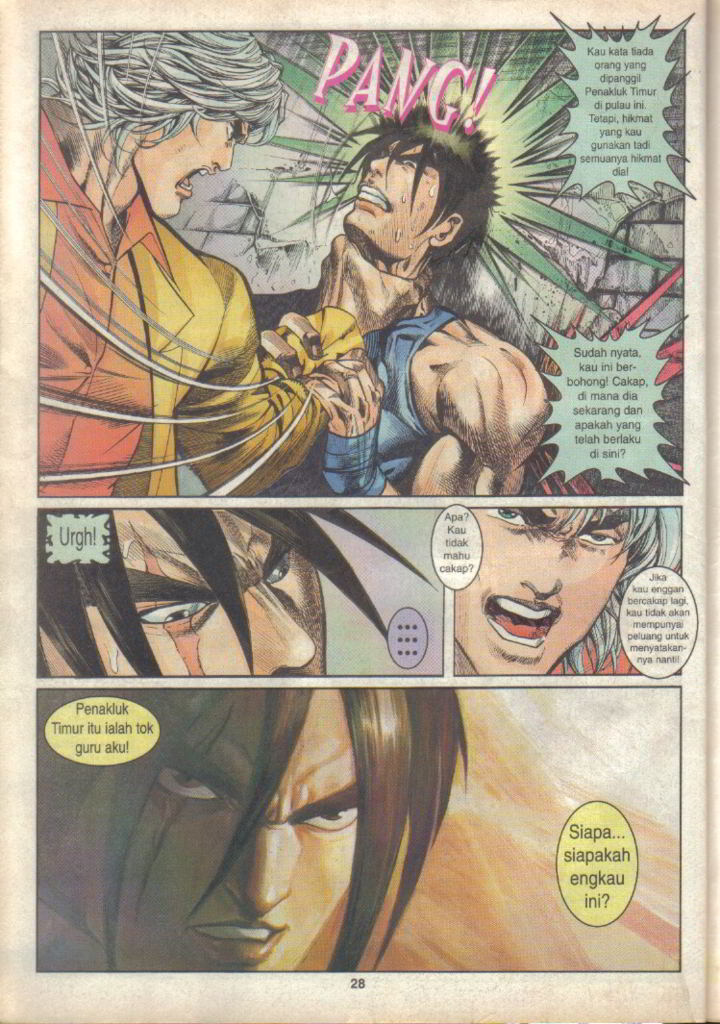 PANG!
Kau kata tiada
orang yang
dipanggil
Penakluk Timur
di pulau ini.
Tetapi, hikmat
yang kau
gunakan tadi
semuanya hikmat
dia!
Sudah nyata,
kau ini ber-
bohong! Cakap,
di mana dia
sekarang dan
apakah yang
telah berlaku
di sini?
Urgh!
Apa?
Kau
tidak
mahu
cakap?
Jika
kau enggan
bercakap lagi,
kau tidak akan
mempunyai
peluang untuk
menyatakan-
nya nanti!
Penakluk
Timur itu ialah tok
guru aku!
Siapa...
siapakah
engkau
ini?
28